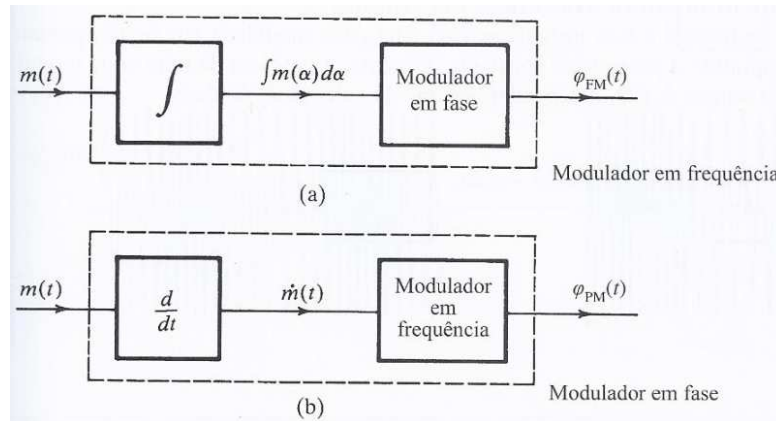 m(t)
∫
∫m(α)dα
Modulador
em fase
φFM(t)
Modulador em frequência
(a)
m(t)
d
dt
ṁ(t)
Modulador
em
frequência
φPM(t)
Modulador em fase
(b)